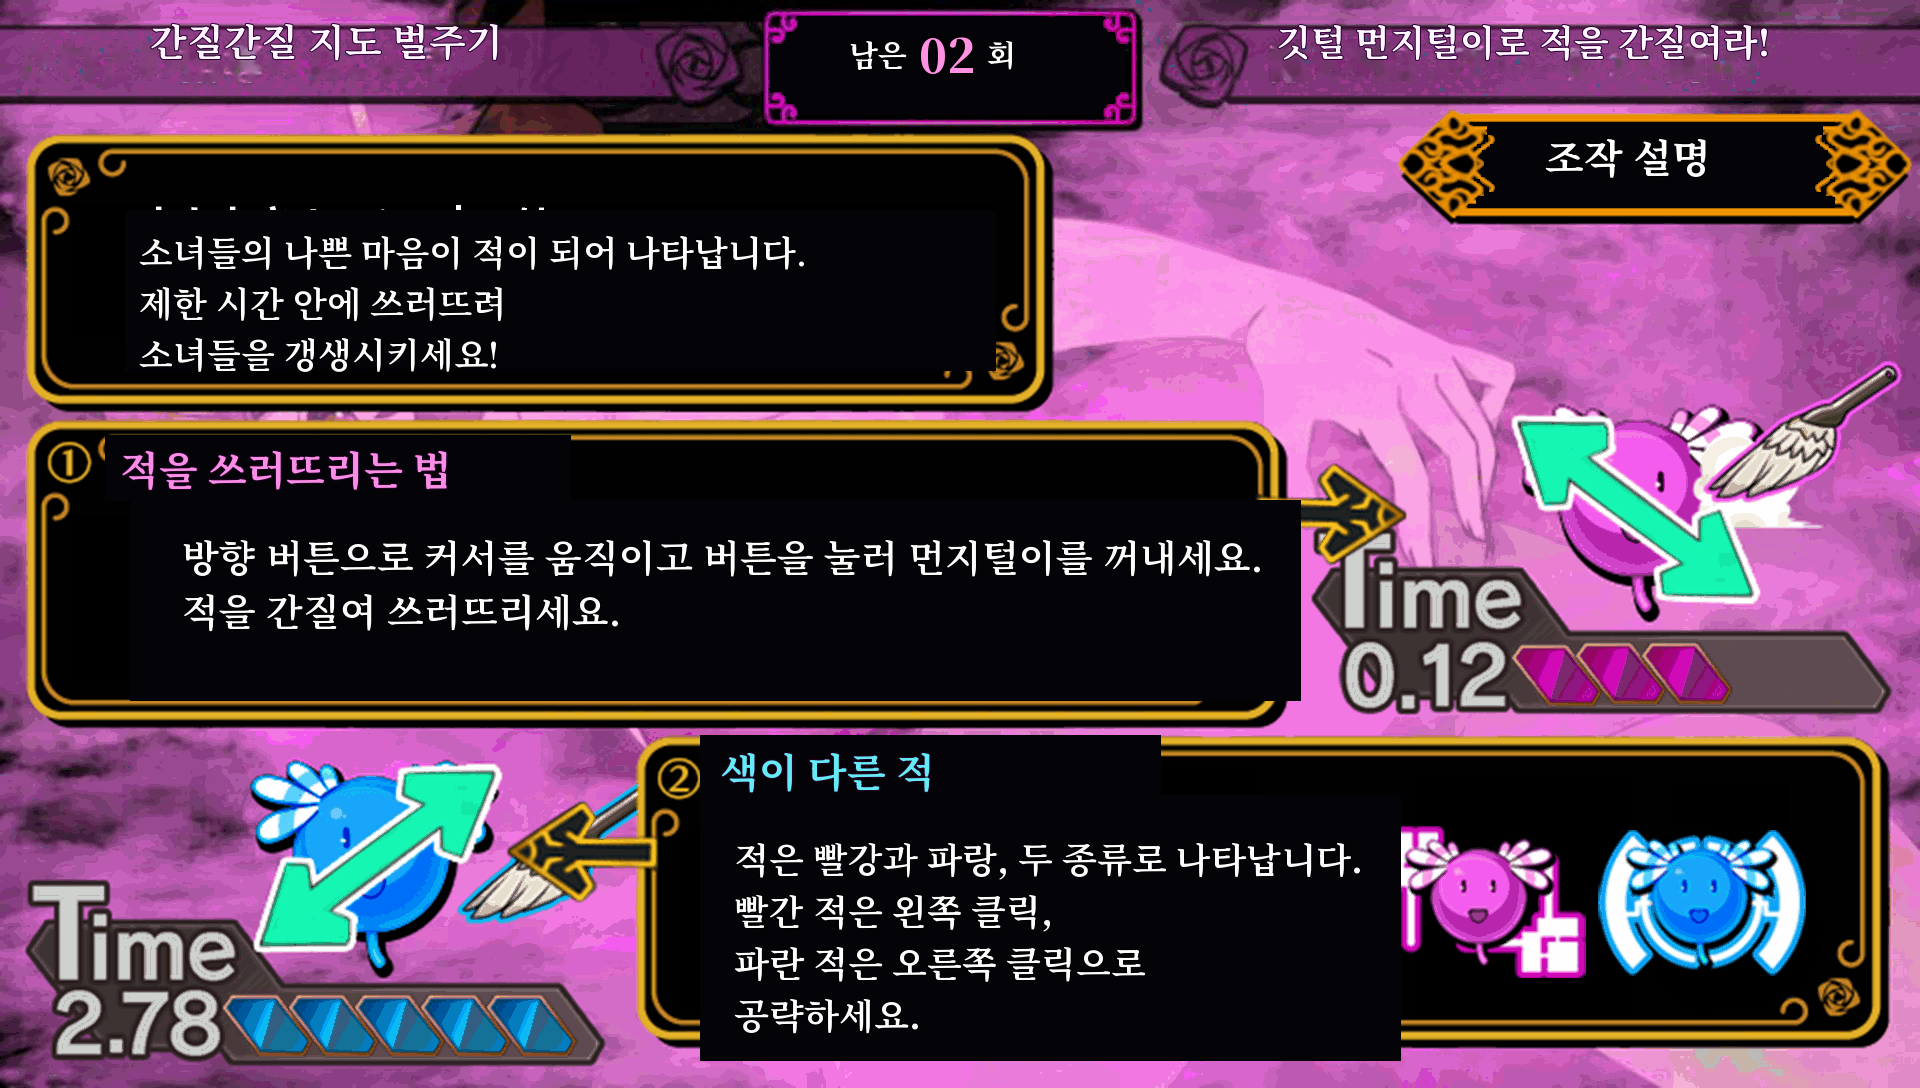 간질간질 지도 벌주기
남은 02 회
깃털 먼지털이로 적을 간질여라!
조작 설명
소녀들의 나쁜 마음이 적이 되어 나타납니다.
제한 시간 안에 쓰러뜨려
소녀들을 갱생시키세요!
① 적을 쓰러뜨리는 법
방향 버튼으로 커서를 움직이고 버튼을 눌러 먼지털이를 꺼내세요.
적을 간질여 쓰러뜨리세요.
Time
0.12
② 색이 다른 적
적은 빨강과 파랑, 두 종류로 나타납니다.
빨간 적은 왼쪽 클릭,
파란 적은 오른쪽 클릭으로
공략하세요.
Time
2.78